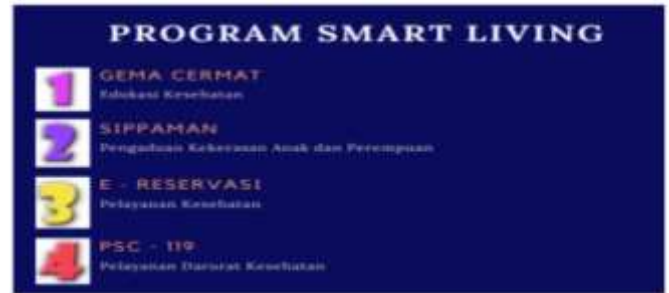 PROGRAM SMART LIVING
1
GEMA CERMAT
Edukasi Kesehatan
2
SIPPAMAN
Pengaduan Kekerasan Anak dan Perempuan
3
E - RESERVASI
Pelayanan Kesehatan
4
PSC - 119
Pelayanan Darurat Kesehatan